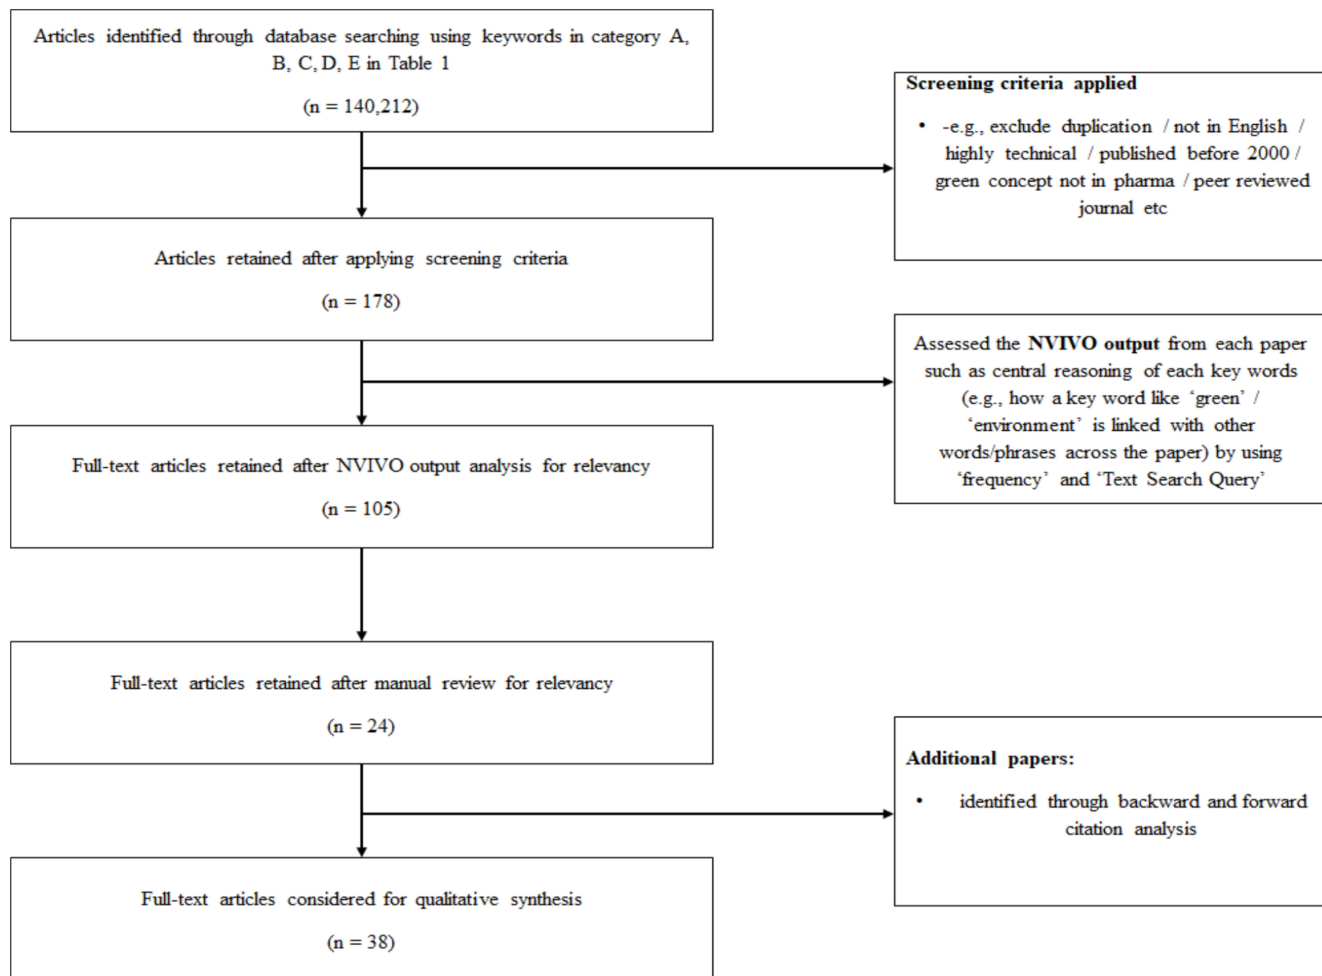 Articles identified through database searching using keywords in category A,
B, C, D, E in Table 1
(n = 140,212)
Screening criteria applied
• -e.g., exclude duplication / not in English /
highly technical / published before 2000 /
green concept not in pharma / peer reviewed
journal etc
Articles retained after applying screening criteria
(n = 178)
Assessed the NVIVO output from each paper
such as central reasoning of each key words
(e.g., how a key word like ‘green’ /
‘environment’ is linked with other
words/phrases across the paper) by using
‘frequency’ and ‘Text Search Query’
Full-text articles retained after NVIVO output analysis for relevancy
(n = 105)
Full-text articles retained after manual review for relevancy
(n = 24)
Additional papers:
• identified through backward and forward
citation analysis
Full-text articles considered for qualitative synthesis
(n = 38)